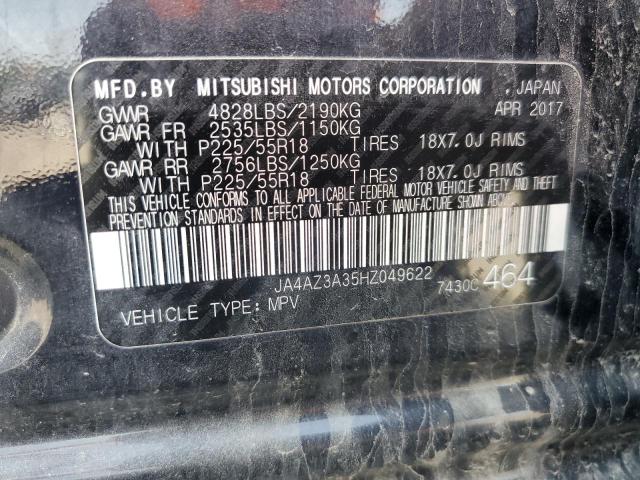 MFD.BY MITSUBISHI MOTORS CORPORATION , JAPAN
GVWR 4828LBS/2190KG APR 2017
GAWR FR 2535LBS/1150KG
WITH P225/55R18 TIRES 18X7.0J RIMS
GAWR RR 2756LBS/1250KG
WITH P225/55R18 TIRES 18X7.0J RIMS
THIS VEHICLE CONFORMS TO ALL APPLICABLE FEDERAL MOTOR VEHICLE SAFETY AND THEFT
PREVENTION STANDARDS IN EFFECT ON THE DATE OF MANUFACTURE SHOWN ABOVE.
JA4AZ3A35HZ049622
7430C 464
VEHICLE TYPE: MPV